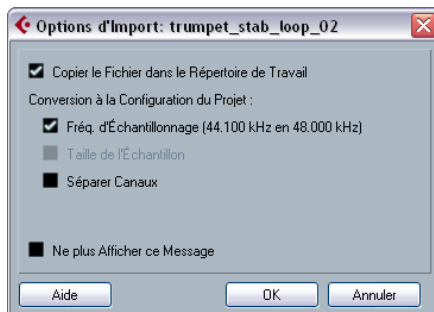 Options d'Import: trumpet_stab_loop_02
Copier le Fichier dans le Répertoire de Travail
Conversion à la Configuration du Projet :
Fréq. d'Échantillonnage (44.100 kHz en 48.000 kHz)
Taille de l'Échantillon
Séparer Canaux
Ne plus Afficher ce Message
Aide OK Annuler